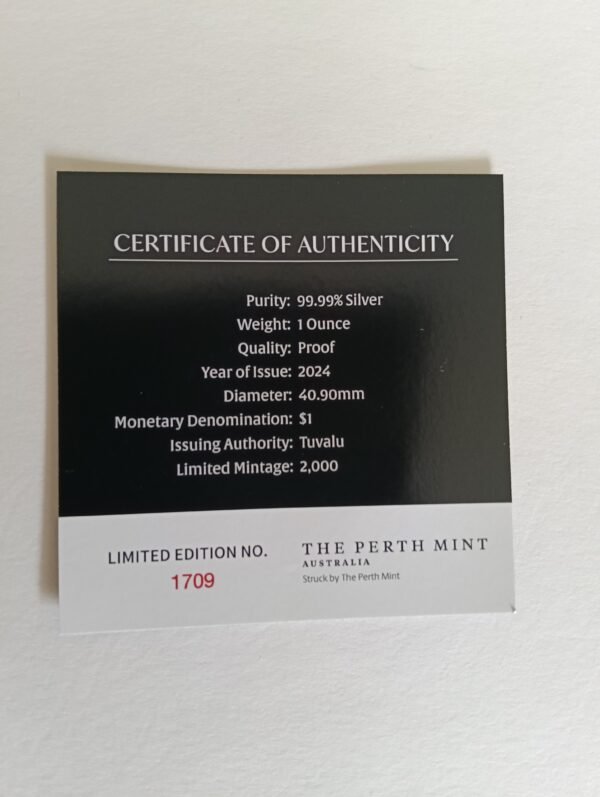 CERTIFICATE OF AUTHENTICITY
Purity: 99.99% Silver
Weight: 1 Ounce
Quality: Proof
Year of Issue: 2024
Diameter: 40.90mm
Monetary Denomination: $1
Issuing Authority: Tuvalu
Limited Mintage: 2,000
LIMITED EDITION NO.
1709
THE PERTH MINT
AUSTRALIA
Struck by The Perth Mint